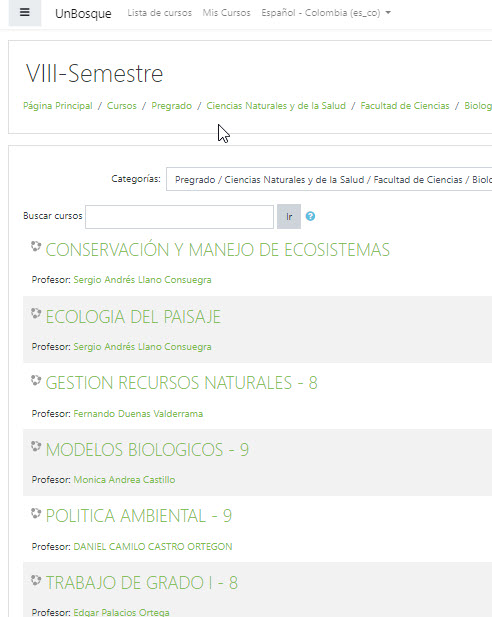 UnBosque Lista de cursos Mis Cursos Español - Colombia (es_co)
VIII-Semestre
Página Principal / Cursos / Pregrado / Ciencias Naturales y de la Salud / Facultad de Ciencias / Biolog
Categorías: Pregrado / Ciencias Naturales y de la Salud / Facultad de Ciencias / Biolo
Buscar cursos Ir ?
CONSERVACIÓN Y MANEJO DE ECOSISTEMAS
Profesor: Sergio Andrés Llano Consuegra
ECOLOGIA DEL PAISAJE
Profesor: Sergio Andrés Llano Consuegra
GESTION RECURSOS NATURALES - 8
Profesor: Fernando Duenas Valderrama
MODELOS BIOLOGICOS - 9
Profesor: Monica Andrea Castillo
POLITICA AMBIENTAL - 9
Profesor: DANIEL CAMILO CASTRO ORTEGON
TRABAJO DE GRADO I - 8
Profesor: Edgar Palacios Ortega